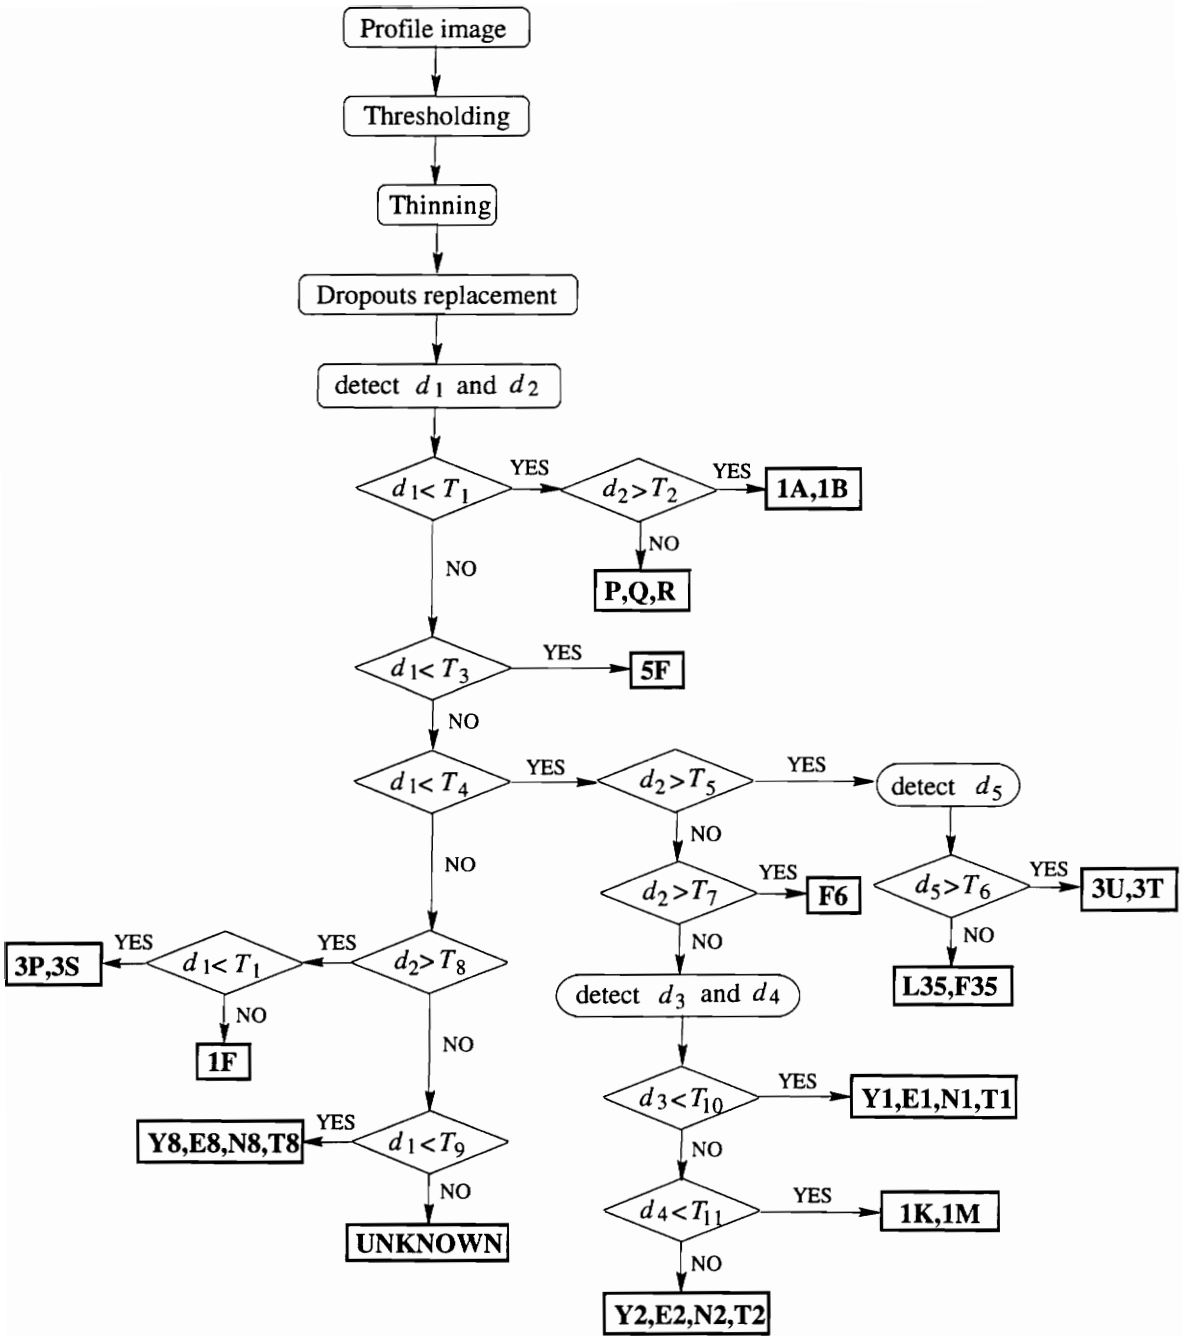 Profile image
Thresholding
Thinning
Dropouts replacement
detect d1 and d2
d1< T1
YES
d2>T2
YES
1A,1B
NO
P,Q,R
NO
d1< T3
YES
5F
NO
d1< T4
YES
d2>T5
YES
detect d5
NO
d5>T6
YES
3U,3T
NO
L35,F35
d2>T7
YES
F6
NO
detect d3 and d4
d3<T10
YES
Y1,E1,N1,T1
NO
d4<T11
YES
1K,1M
NO
Y2,E2,N2,T2
NO
d2>T8
YES
d1< T1
YES
3P,3S
NO
1F
NO
d1<T9
YES
Y8,E8,N8,T8
NO
UNKNOWN